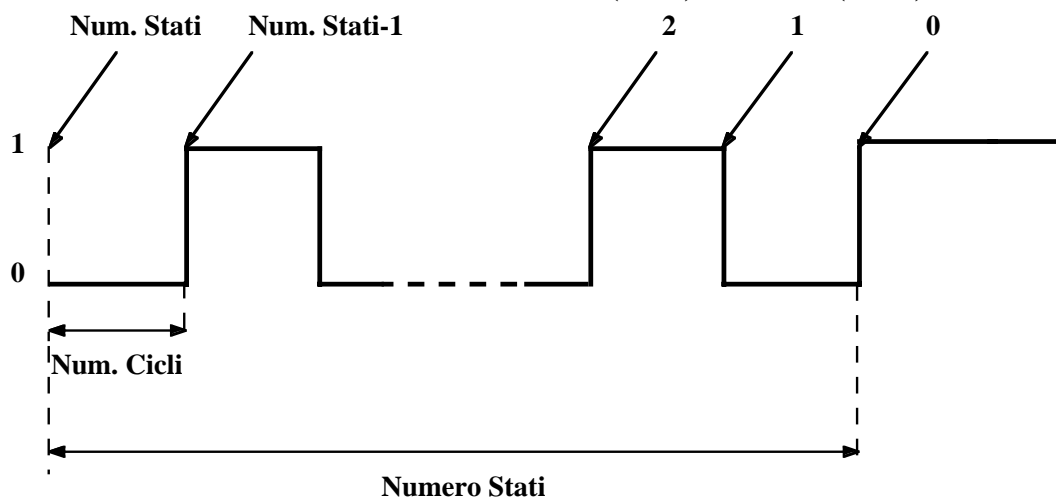 Num. Stati Num. Stati-1 2 1 0
1
0
Num. Cicli
Numero Stati